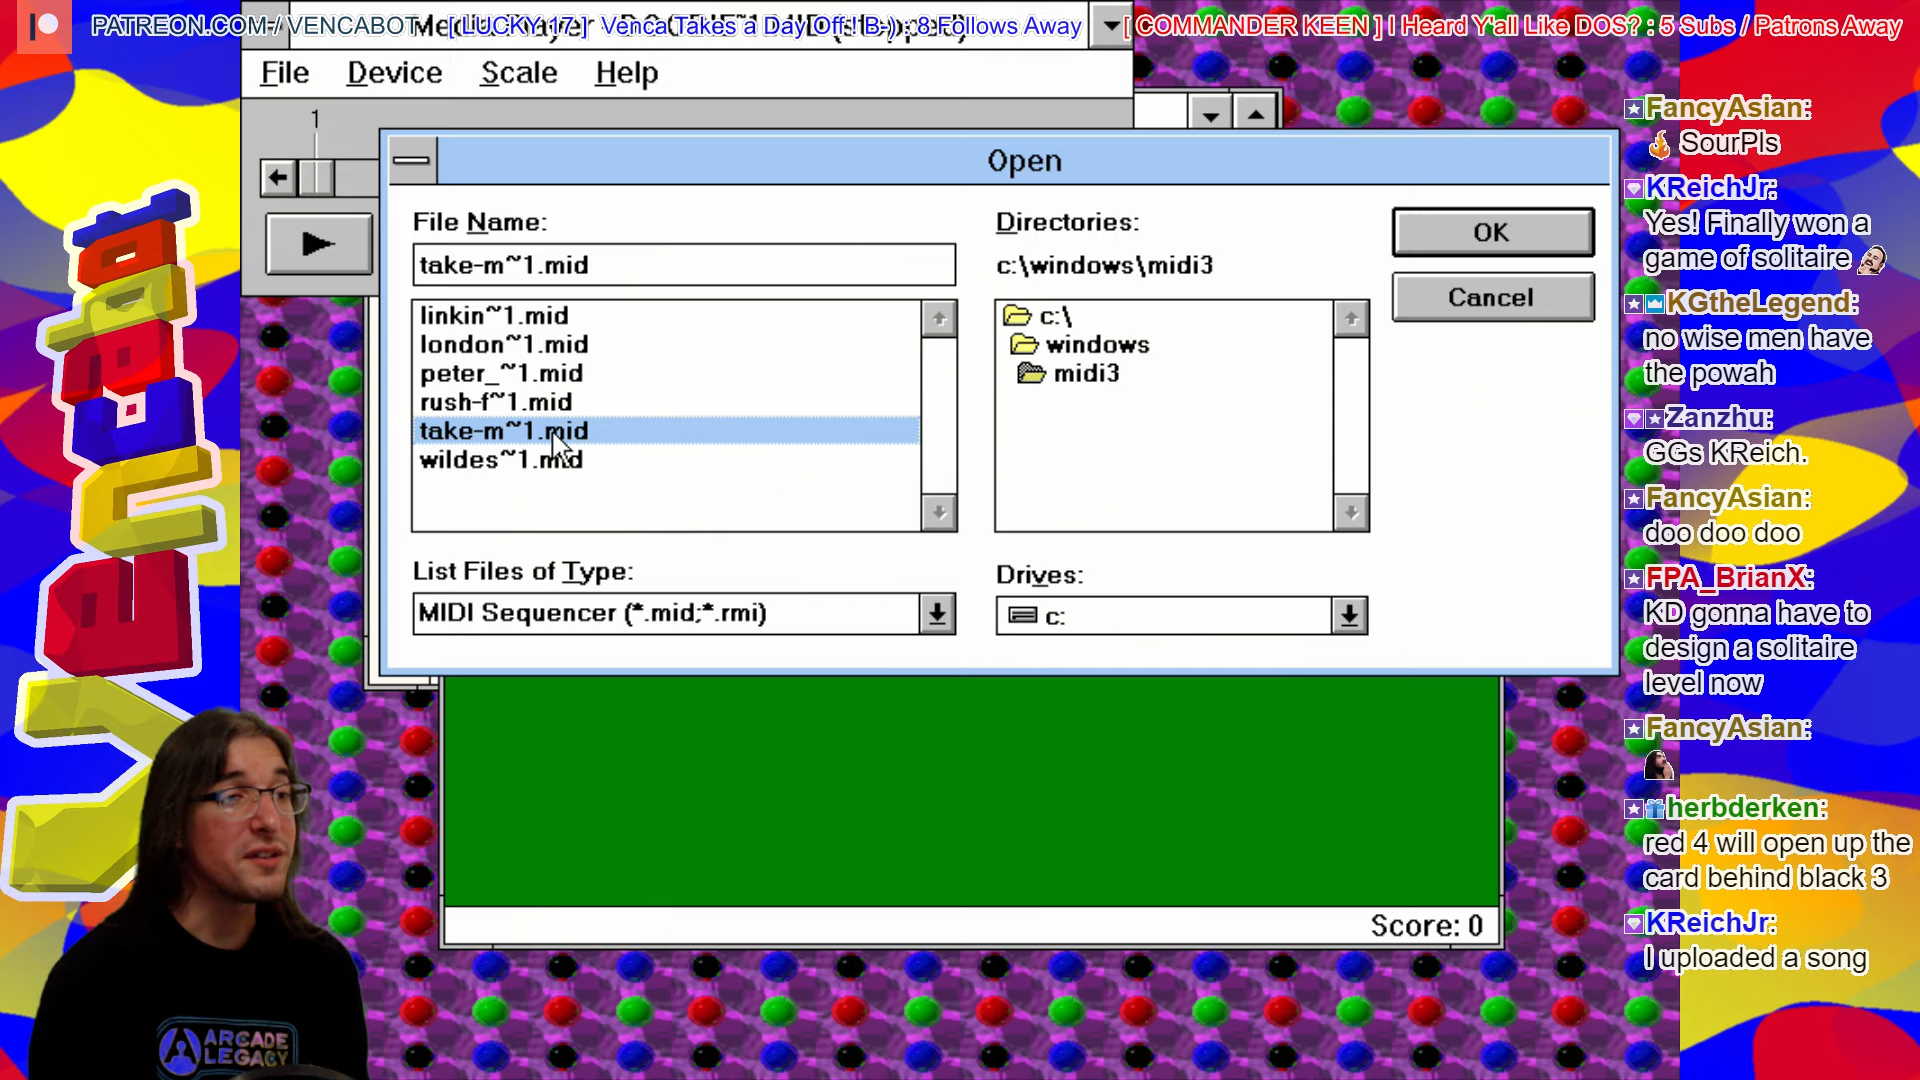 PATREON.COM / VENCABOT
[ LUCKY 17 ] Venca Takes a Day Off! B-) : 8 Follows Away
[ COMMANDER KEEN ] I Heard Y'all Like DOS? : 5 Subs / Patrons Away
File Device Scale Help
1
Open
File Name:
take-m~1.mid
linkin~1.mid
london~1.mid
peter_~1.mid
rush-f~1.mid
take-m~1.mid
wildes~1.mid
List Files of Type:
MIDI Sequencer (*.mid;*.rmi)
Directories:
c:\windows\midi3
c:\
windows
midi3
Drives:
c:
OK
Cancel
Score: 0
FancyAsian:
SourPls
KReichJr:
Yes! Finally won a
game of solitaire
KGtheLegend:
no wise men have
the powah
Zanzhu:
GGs KReich.
FancyAsian:
doo doo doo
FPA_BrianX:
KD gonna have to
design a solitaire
level now
FancyAsian:
herbderken:
red 4 will open up the
card behind black 3
KReichJr:
I uploaded a song
Vencabot
ARCADE
LEGACY